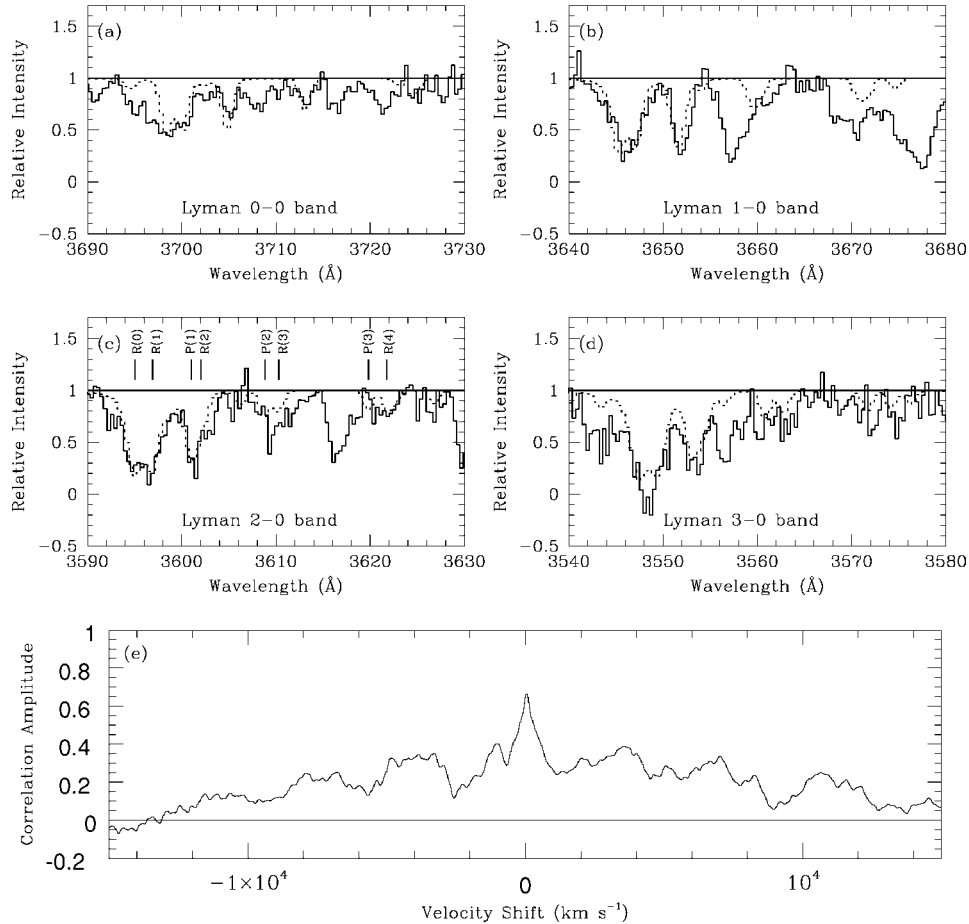 (a)
1.5
1
0.5
0
−0.5
Relative Intensity
Lyman 0−0 band
3690 3700 3710 3720 3730
Wavelength (Å)
(b)
1.5
1
0.5
0
−0.5
Relative Intensity
Lyman 1−0 band
3640 3650 3660 3670 3680
Wavelength (Å)
(c)
R(0) R(1) P(1) R(2) P(2) R(3) P(3) R(4)
1.5
1
0.5
0
−0.5
Relative Intensity
Lyman 2−0 band
3590 3600 3610 3620 3630
Wavelength (Å)
(d)
1.5
1
0.5
0
−0.5
Relative Intensity
Lyman 3−0 band
3540 3550 3560 3570 3580
Wavelength (Å)
(e)
1
0.8
0.6
0.4
0.2
0
-0.2
Correlation Amplitude
−1×10⁴ 0 10⁴
Velocity Shift (km s⁻¹)